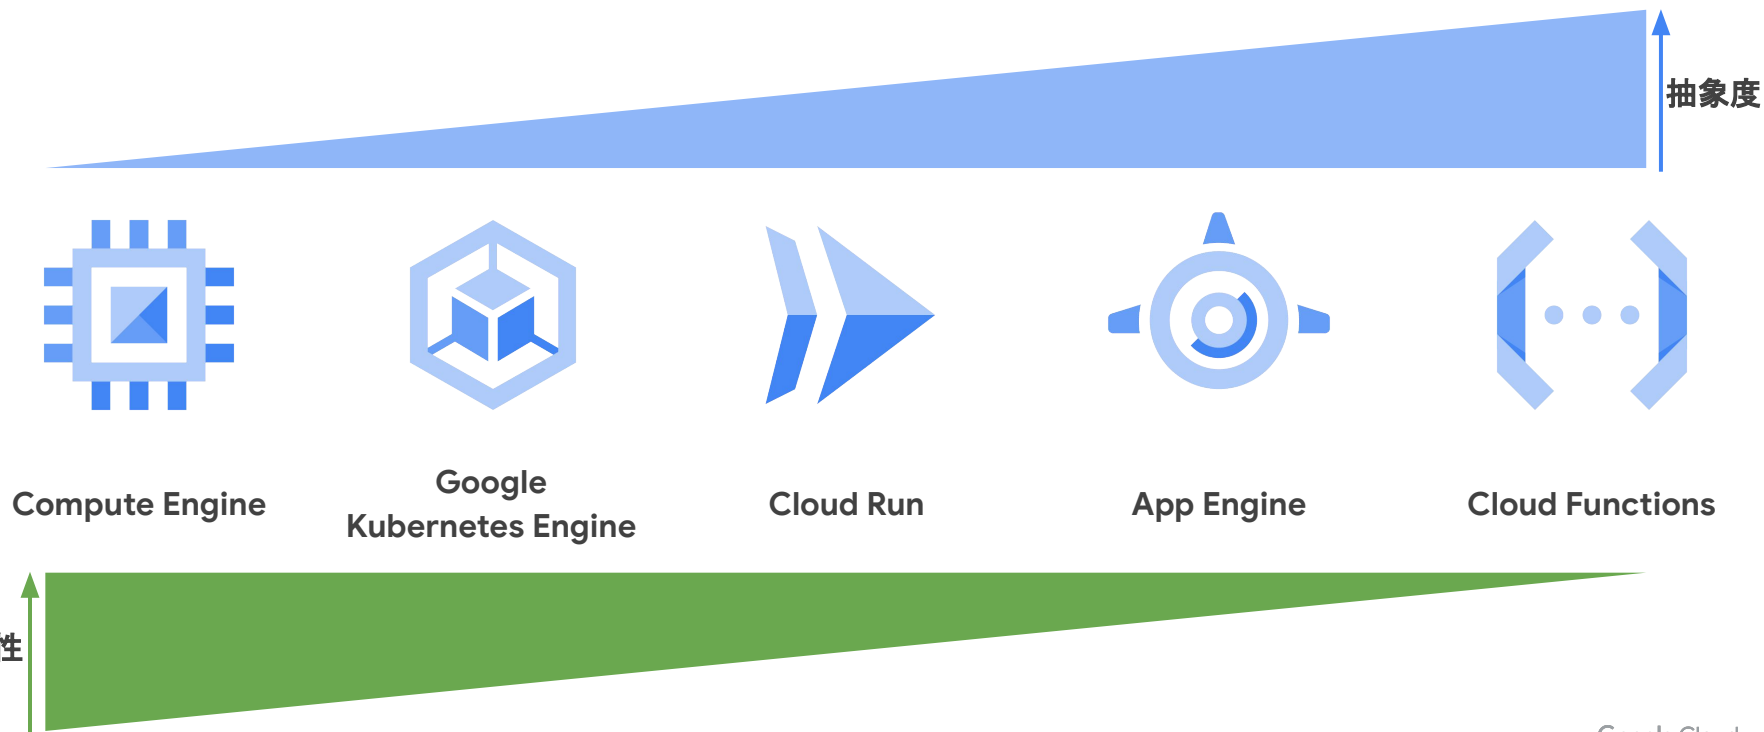 抽象度
Compute Engine
Google
Kubernetes Engine
Cloud Run
App Engine
Cloud Functions
性